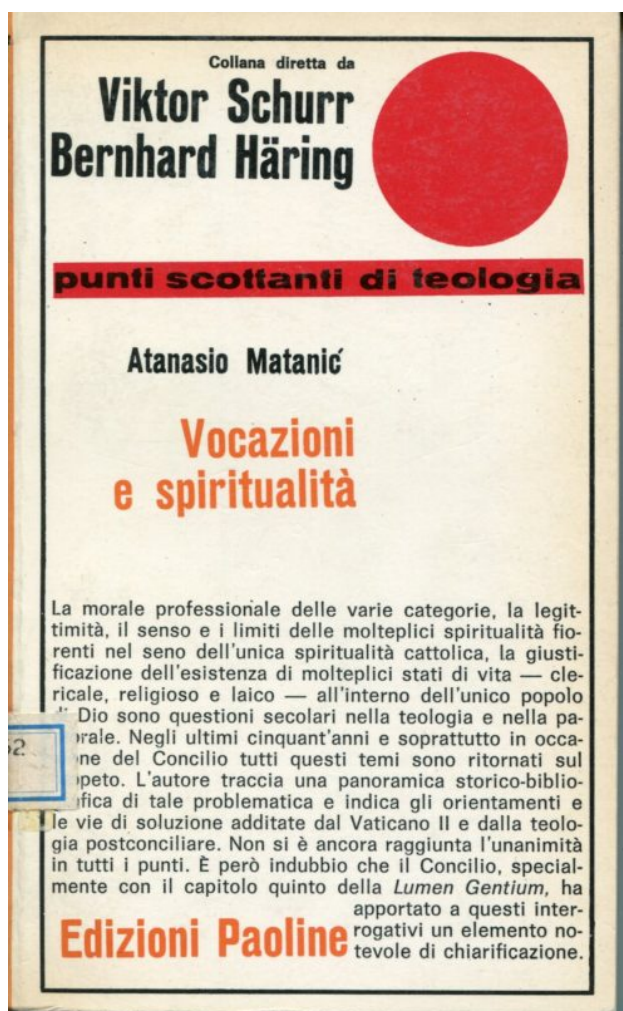 Collana diretta da
Viktor Schurr
Bernhard Häring
punti scottanti di teologia
Atanasio Matanić
Vocazioni
e spiritualità
La morale professionale delle varie categorie, la legit-
timità, il senso e i limiti delle molteplici spiritualità fio-
renti nel seno dell'unica spiritualità cattolica, la giusti-
ficazione dell'esistenza di molteplici stati di vita — cle-
ricale, religioso e laico — all'interno dell'unico popolo
Dio sono questioni secolari nella teologia e nella pa-
orale. Negli ultimi cinquant'anni e soprattutto in occa-
ne del Concilio tutti questi temi sono ritornati sul
peto. L'autore traccia una panoramica storico-biblio-
fica di tale problematica e indica gli orientamenti e
le vie di soluzione additate dal Vaticano II e dalla teolo-
gia postconciliare. Non si è ancora raggiunta l'unanimità
in tutti i punti. È però indubbio che il Concilio, special-
mente con il capitolo quinto della Lumen Gentium, ha
apportato a questi inter-
rogativi un elemento no-
tevole di chiarificazione.
Edizioni Paoline